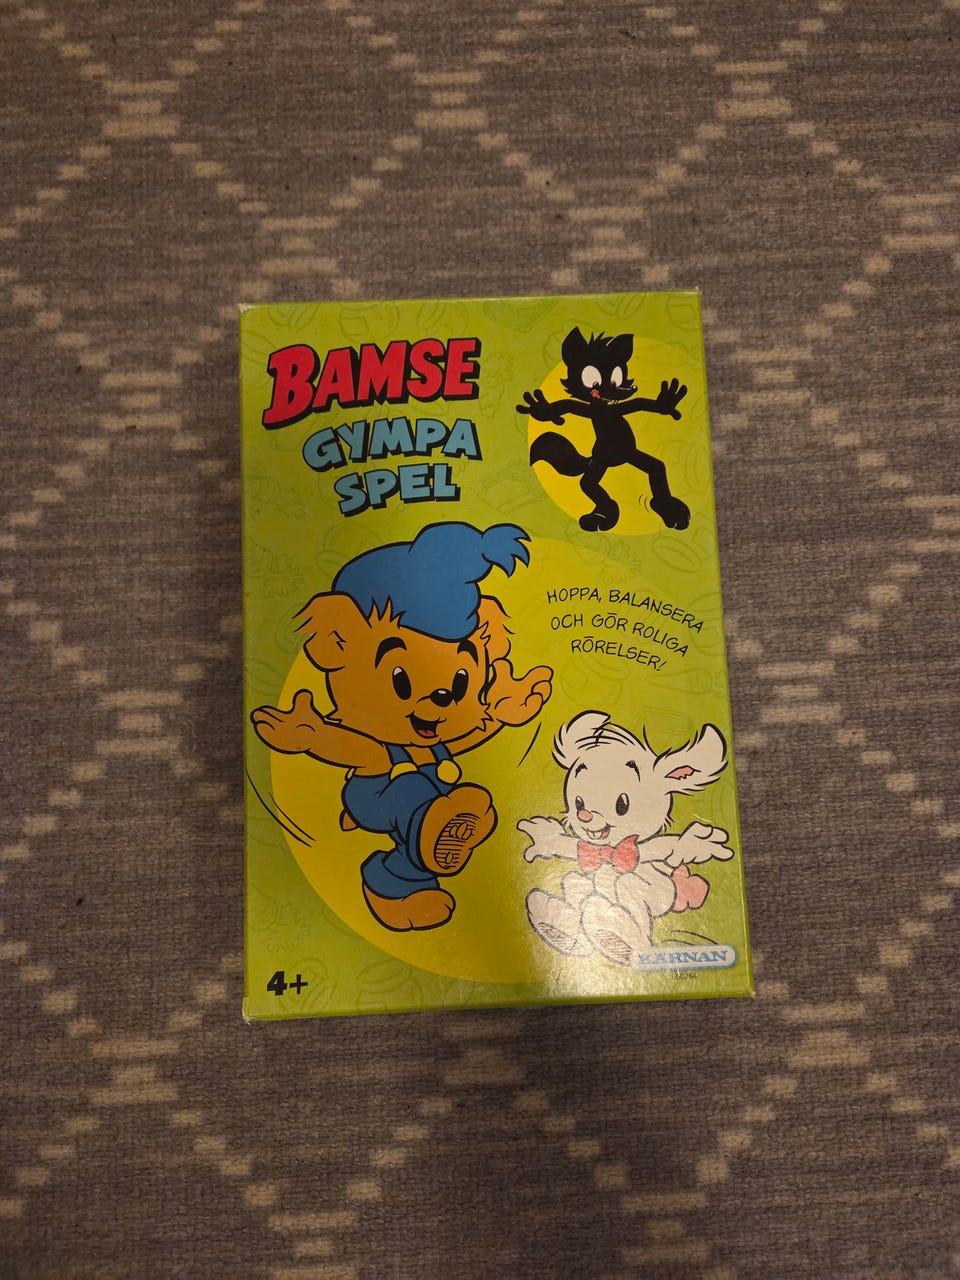 BAMSE
GYMPA
SPEL
HOPPA, BALANSERA
OCH GÖR ROLIGA
RÖRELSER!
4+
KÄRNAN